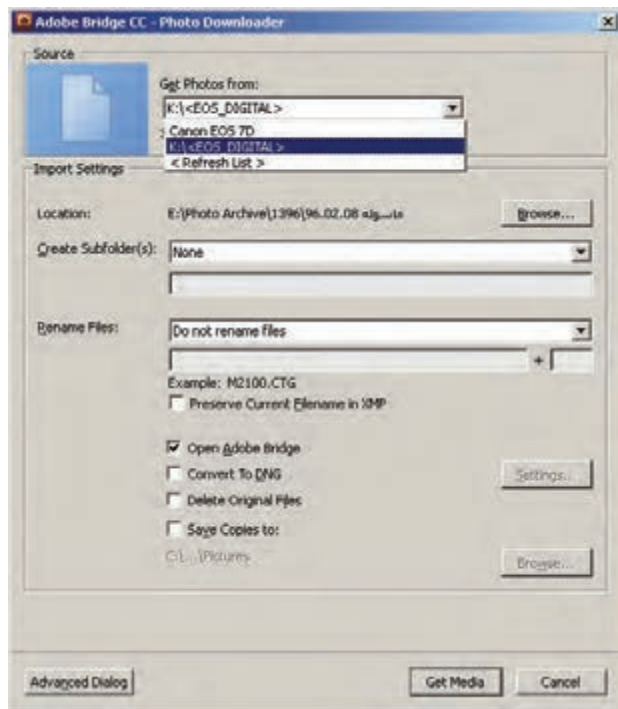 Adobe Bridge CC - Photo Downloader
Source
Get Photos from:
K:\<EOS_DIGITAL>
Canon EOS 7D
K:\<EOS_DIGITAL>
< Refresh List >
Import Settings
Location: E:\Photo Archive\1396\96.02.08 ماسوله Browse...
Create Subfolder(s): None
Rename Files: Do not rename files
+
Example: M2100.CTG
Preserve Current Filename in XMP
Open Adobe Bridge
Convert To DNG Settings...
Delete Original Files
Save Copies to:
C:\...\Pictures Browse...
Advanced Dialog Get Media Cancel